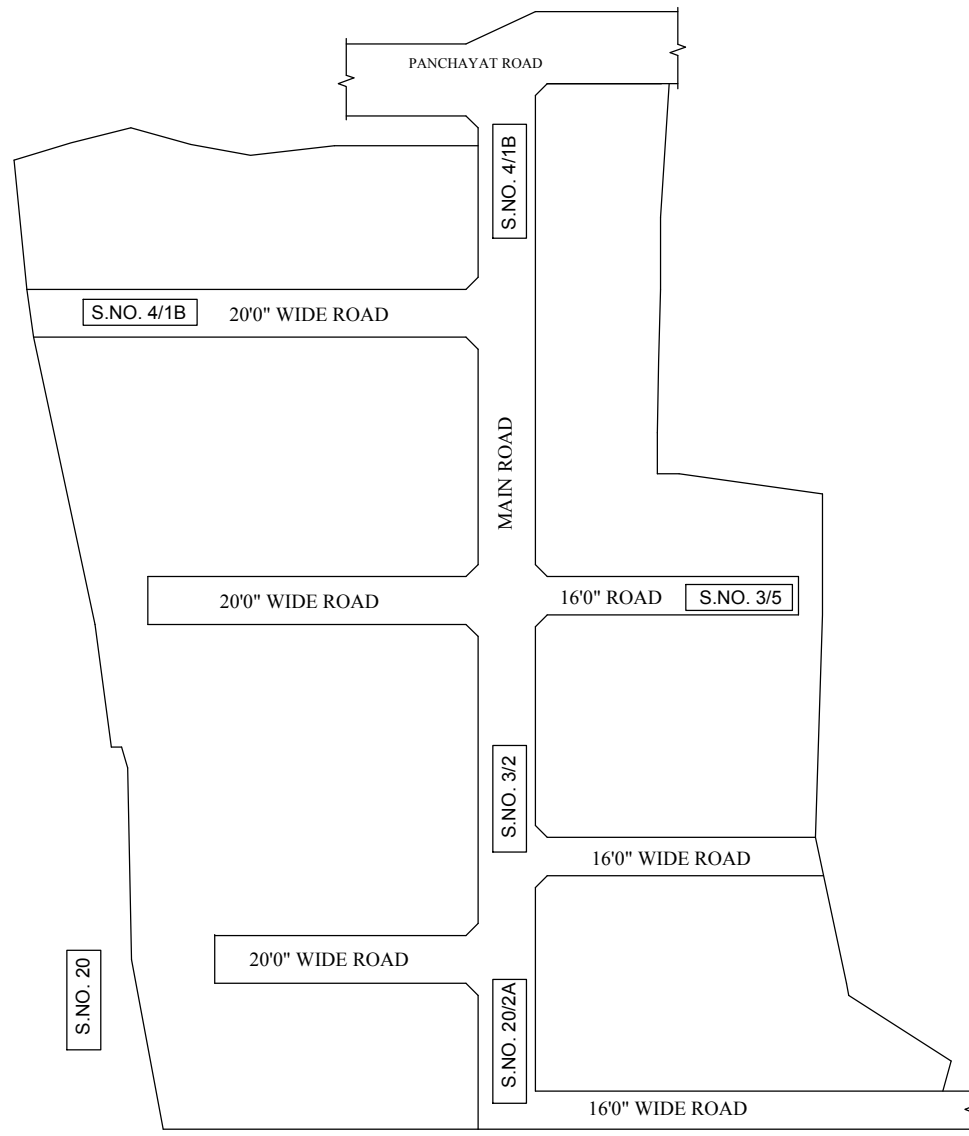 PANCHAYAT ROAD
S.NO. 4/1B
S.NO. 4/1B
20'0" WIDE ROAD
MAIN ROAD
20'0" WIDE ROAD
16'0" ROAD
S.NO. 3/5
S.NO. 3/2
16'0" WIDE ROAD
20'0" WIDE ROAD
S.NO. 20
S.NO. 20/2A
16'0" WIDE ROAD